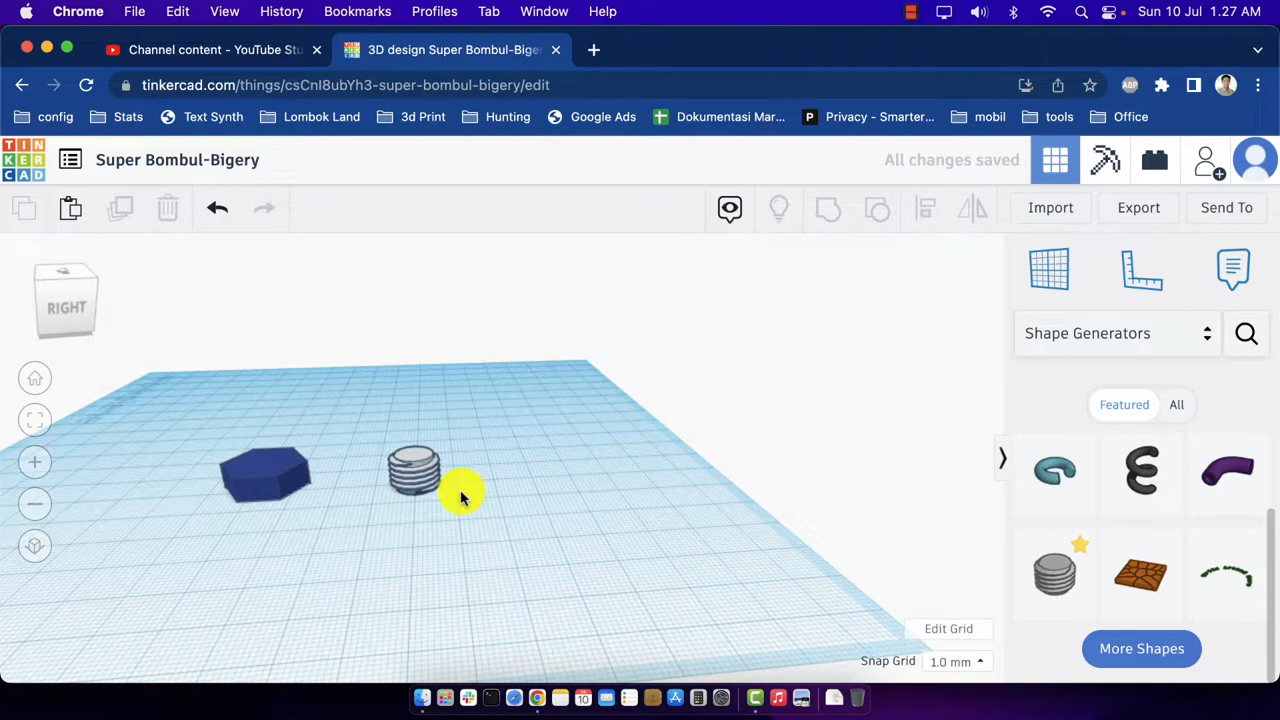 Chrome File Edit View History Bookmarks Profiles Tab Window Help Sun 10 Jul 1.27 AM
Channel content - YouTube Stu 3D design Super Bombul-Bige
tinkercad.com/things/csCnI8ubYh3-super-bombul-bigery/edit ABP
config Stats Text Synth Lombok Land 3d Print Hunting Google Ads Dokumentasi Mar... P Privacy - Smarter... mobil tools Office
TIN
KER
CAD
Super Bombul-Bigery All changes saved
Import Export Send To
RIGHT
Shape Generators
Featured All
Edit Grid
More Shapes
Snap Grid 1.0 mm